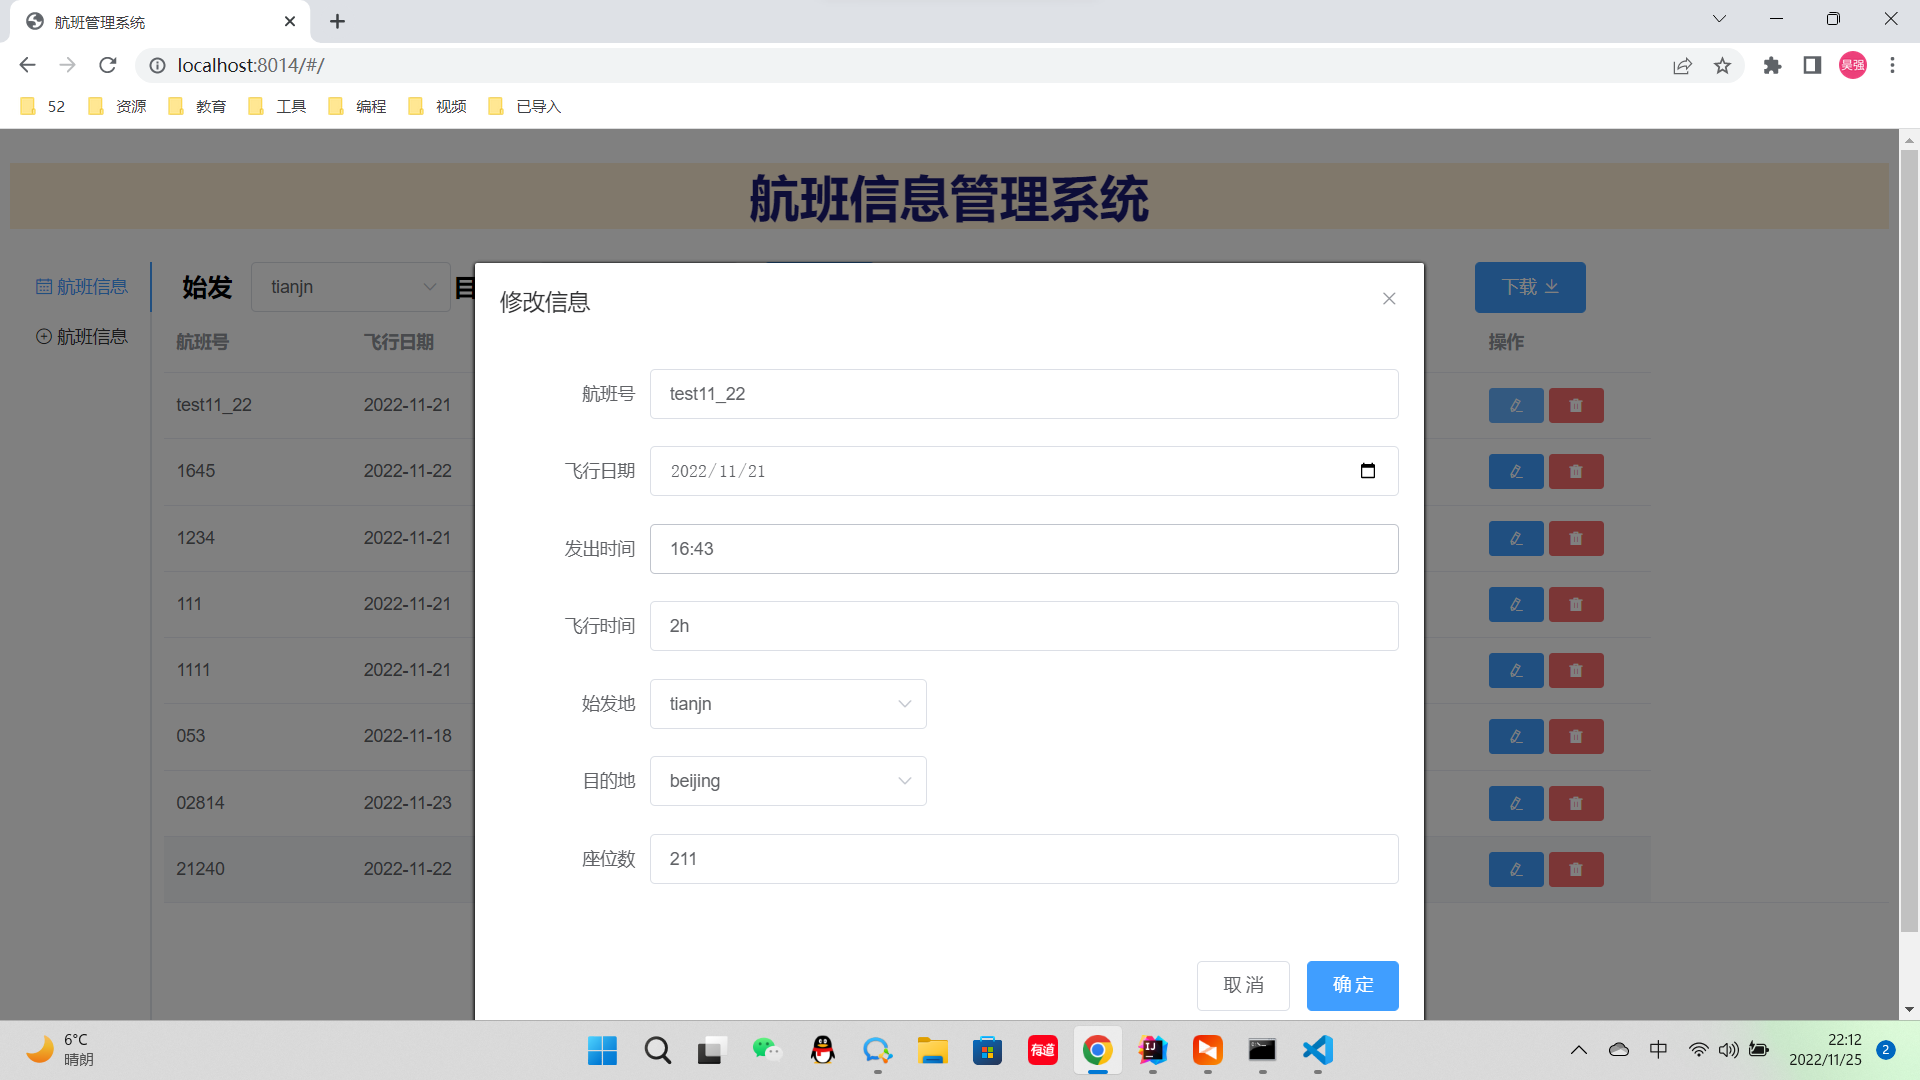 航班管理系统
localhost:8014/#/
昊强
52 资源 教育 工具 编程 视频 已导入
航班信息管理系统
航班信息
航班信息
始发 tianjn 目
下载
航班号 飞行日期 操作
test11_22 2022-11-21
1645 2022-11-22
1234 2022-11-21
111 2022-11-21
1111 2022-11-21
053 2022-11-18
02814 2022-11-23
21240 2022-11-22
修改信息
航班号 test11_22
飞行日期 2022/11/21
发出时间 16:43
飞行时间 2h
始发地 tianjn
目的地 beijing
座位数 211
取消 确定
6°C
晴朗
有道
IJ
中
22:12
2022/11/25
2